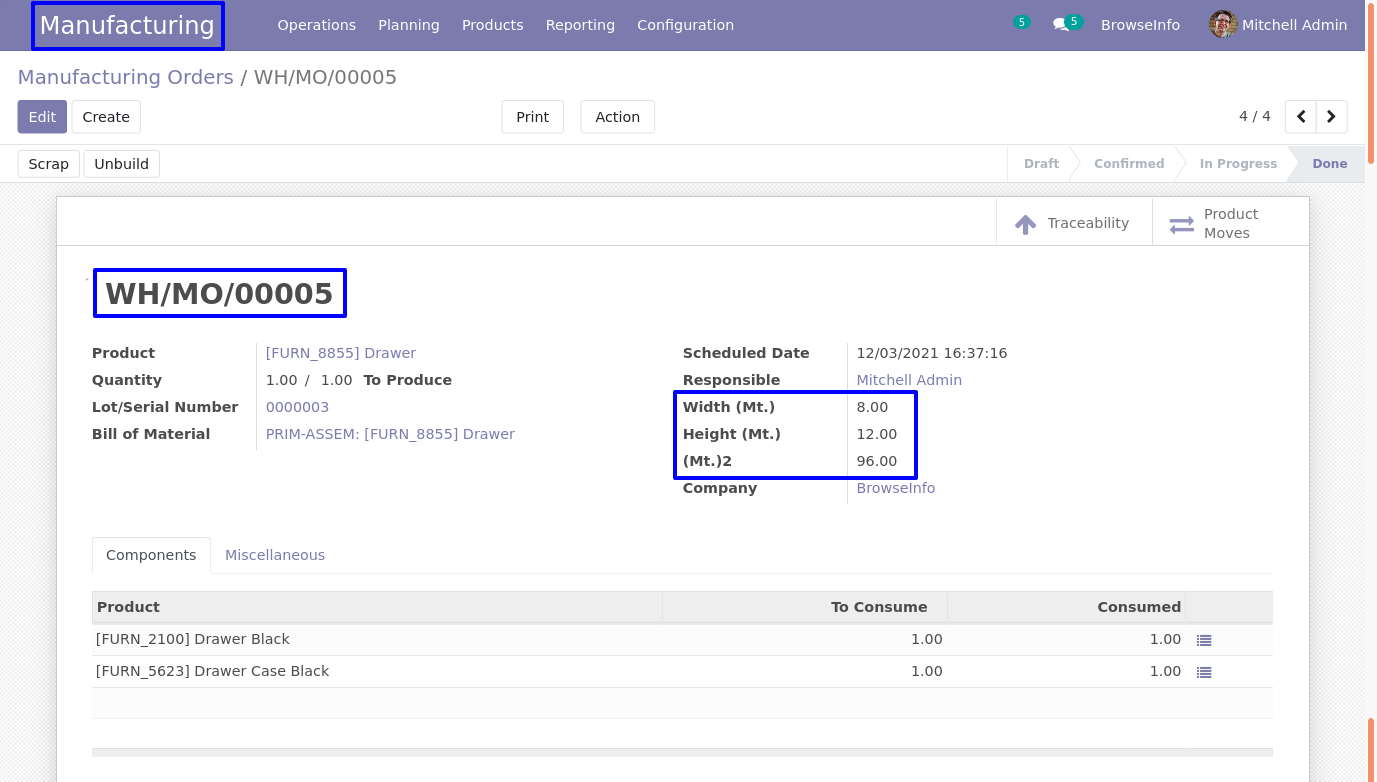 Manufacturing Operations Planning Products Reporting Configuration 5 5 BrowseInfo Mitchell Admin
Manufacturing Orders / WH/MO/00005
Edit Create Print Action 4 / 4
Scrap Unbuild Draft Confirmed In Progress Done
Traceability
Product
Moves
WH/MO/00005
Product [FURN_8855] Drawer
Quantity 1.00 / 1.00 To Produce
Lot/Serial Number 0000003
Bill of Material PRIM-ASSEM: [FURN_8855] Drawer
Scheduled Date 12/03/2021 16:37:16
Responsible Mitchell Admin
Width (Mt.) 8.00
Height (Mt.) 12.00
(Mt.)2 96.00
Company BrowseInfo
Components Miscellaneous
Product To Consume Consumed
[FURN_2100] Drawer Black 1.00 1.00
[FURN_5623] Drawer Case Black 1.00 1.00